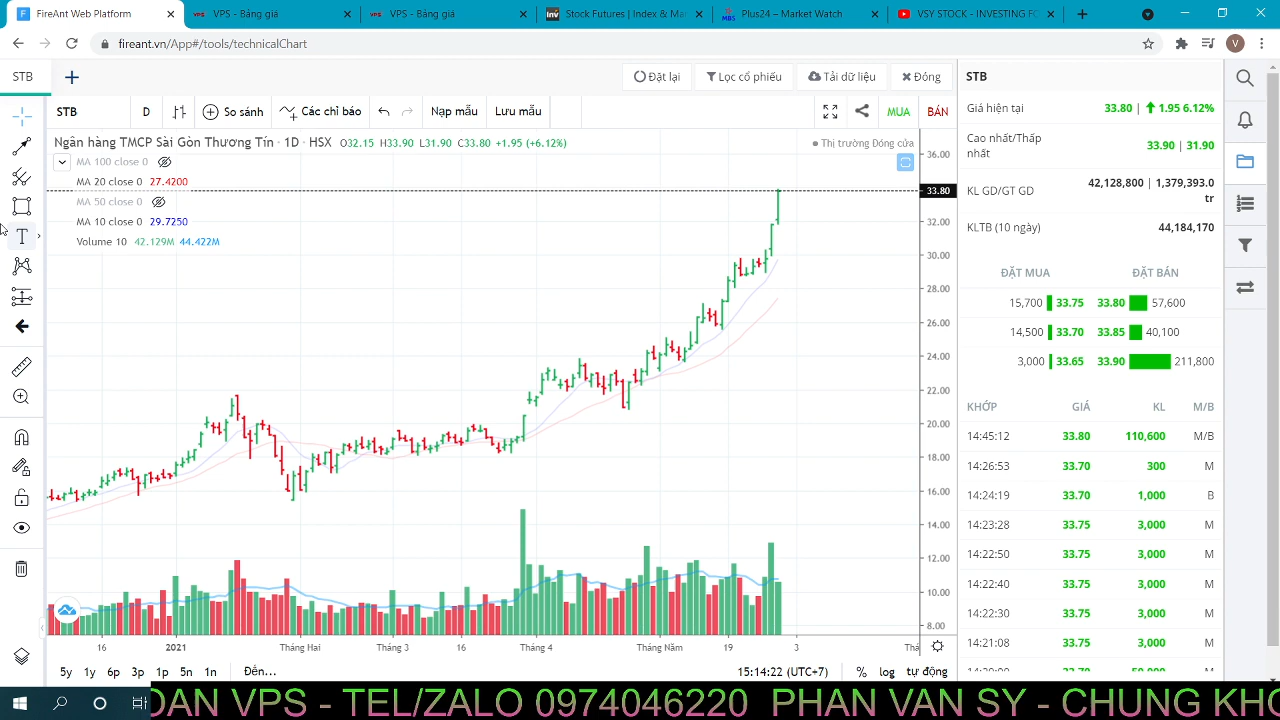 FireAnt Web Platform
VPS - Bảng giá
VPS - Bảng giá
Stock Futures | Index & Mar
Plus24 – Market Watch
VSY STOCK - INVESTING FO
fireant.vn/App#/tools/technicalChart
STB
Đặt lại
Lọc cổ phiếu
Tải dữ liệu
Đóng
STB
D
So sánh
Các chỉ báo
Nạp mẫu
Lưu mẫu
MUA
BÁN
Ngân hàng TMCP Sài Gòn Thương Tín · 1D · HSX O32.15 H33.90 L31.90 C33.80 +1.95 (+6.12%)
Thị trường Đóng cửa
MA 100 close 0
MA 20 close 0 27.4200
MA 50 close 0
MA 10 close 0 29.7250
Volume 10 42.129M 44.422M
36.00
33.80
32.00
30.00
28.00
26.00
24.00
22.00
20.00
18.00
16.00
14.00
12.00
10.00
8.00
16 2021 Tháng Hai Tháng 3 16 Tháng 4 Tháng Năm 19 3 Thá
5y 1y 6p 3p 1p 5n 1n Đến... 15:14:22 (UTC+7) % log tự động
STB
Giá hiện tại 33.80 | 1.95 6.12%
Cao nhất/Thấp nhất 33.90 | 31.90
KL GD/GT GD 42,128,800 | 1,379,393.0 tr
KLTB (10 ngày) 44,184,170
ĐẶT MUA ĐẶT BÁN
15,700 33.75 33.80 57,600
14,500 33.70 33.85 40,100
3,000 33.65 33.90 211,800
KHỚP GIÁ KL M/B
14:45:12 33.80 110,600 M/B
14:26:53 33.70 300 M
14:24:19 33.70 1,000 B
14:23:28 33.75 3,000 M
14:22:50 33.75 3,000 M
14:22:40 33.75 3,000 M
14:22:30 33.75 3,000 M
14:21:08 33.75 3,000 M
OAN VPS - TEL/ZALO 0974046220 PHAN VAN SY - CHUNG KHO